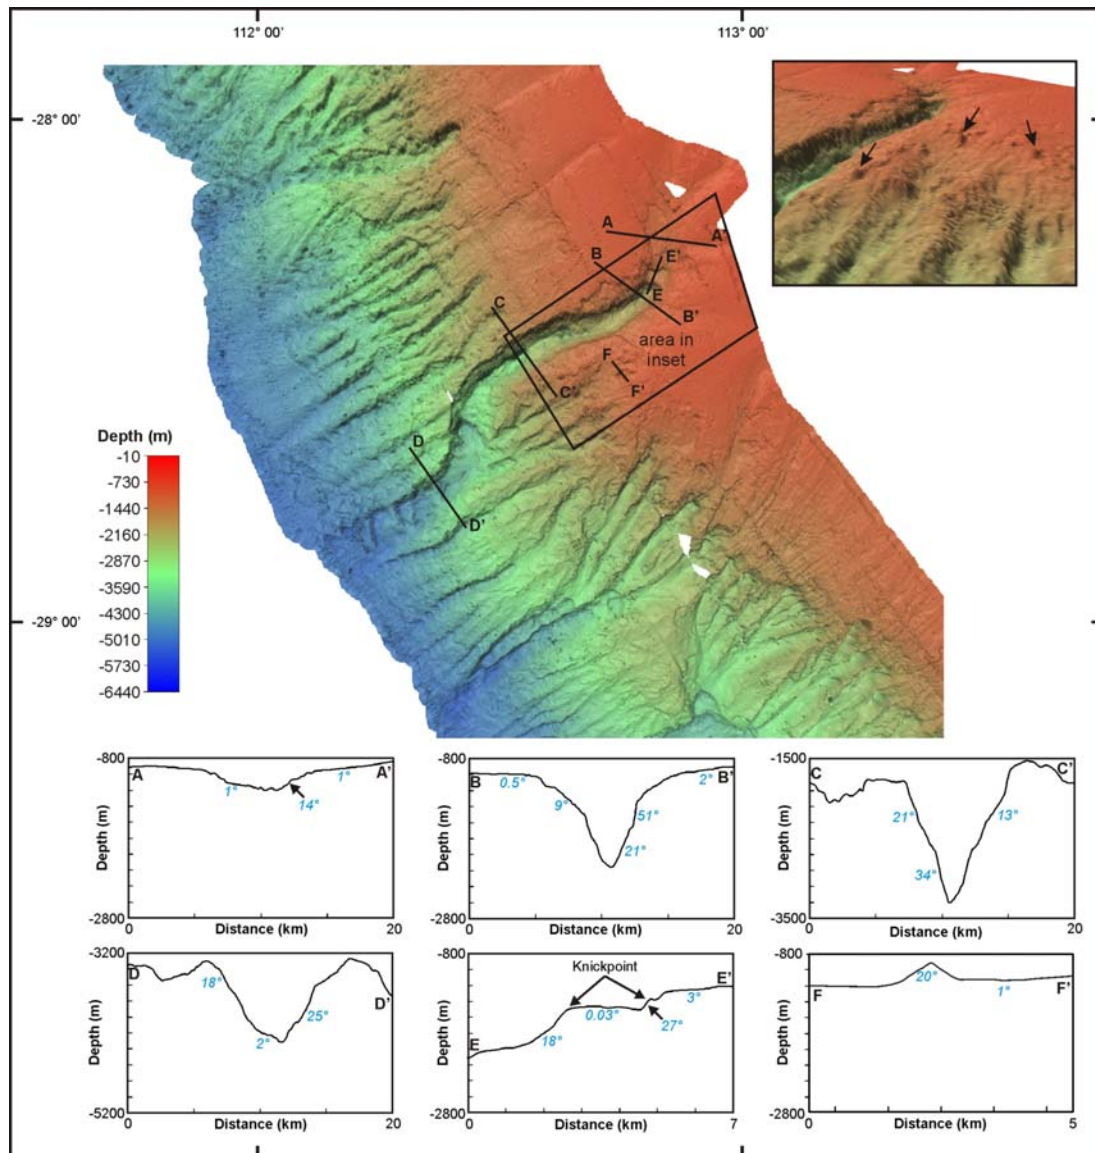 112° 00'
113° 00'
-28° 00'
A
A'
B
E'
E
B'
C
area in
inset
F
F'
C'
D
D'
Depth (m)
-10
-730
-1440
-2160
-2870
-3590
-4300
-5010
-5730
-6440
-29° 00'
-800
A
A'
1°
1°
14°
Depth (m)
-2800
0
Distance (km)
20
-800
B
B'
0.5°
2°
9°
51°
21°
Depth (m)
-2800
0
Distance (km)
20
-1500
C
C'
21°
13°
34°
Depth (m)
-3500
0
Distance (km)
20
-3200
D
D'
18°
25°
2°
Depth (m)
-5200
0
Distance (km)
20
-800
Knickpoint
E'
3°
0.03°
27°
E
18°
Depth (m)
-2800
0
Distance (km)
7
-800
20°
F
1°
F'
Depth (m)
-2800
0
Distance (km)
5